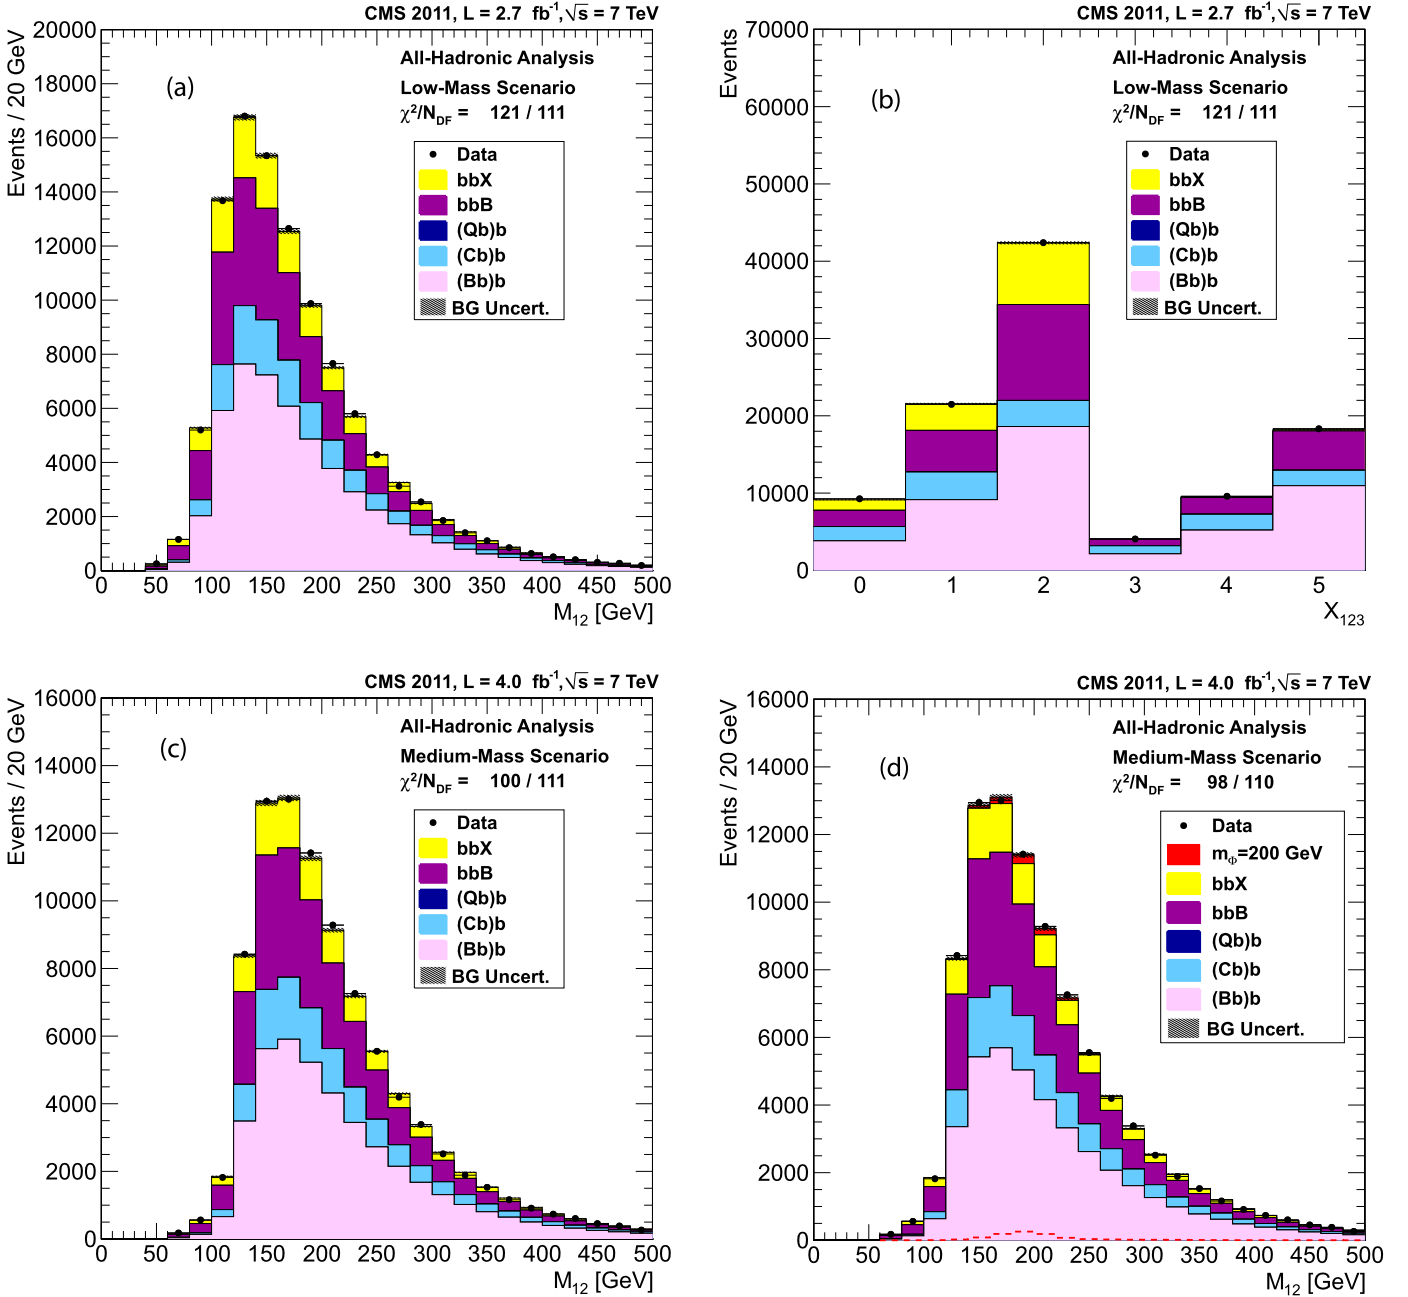 CMS 2011, L = 2.7 fb⁻¹, √s = 7 TeV
Events / 20 GeV
20000
18000
16000
14000
12000
10000
8000
6000
4000
2000
0
(a)
All-Hadronic Analysis
Low-Mass Scenario
χ²/N_DF = 121 / 111
Data
bbX
bbB
(Qb)b
(Cb)b
(Bb)b
BG Uncert.
0 50 100 150 200 250 300 350 400 450 500
M₁₂ [GeV]
CMS 2011, L = 2.7 fb⁻¹, √s = 7 TeV
Events
70000
60000
50000
40000
30000
20000
10000
0
(b)
All-Hadronic Analysis
Low-Mass Scenario
χ²/N_DF = 121 / 111
Data
bbX
bbB
(Qb)b
(Cb)b
(Bb)b
BG Uncert.
0 1 2 3 4 5
X₁₂₃
CMS 2011, L = 4.0 fb⁻¹, √s = 7 TeV
Events / 20 GeV
16000
14000
12000
10000
8000
6000
4000
2000
0
(c)
All-Hadronic Analysis
Medium-Mass Scenario
χ²/N_DF = 100 / 111
Data
bbX
bbB
(Qb)b
(Cb)b
(Bb)b
BG Uncert.
0 50 100 150 200 250 300 350 400 450 500
M₁₂ [GeV]
CMS 2011, L = 4.0 fb⁻¹, √s = 7 TeV
Events / 20 GeV
16000
14000
12000
10000
8000
6000
4000
2000
0
(d)
All-Hadronic Analysis
Medium-Mass Scenario
χ²/N_DF = 98 / 110
Data
m_Φ=200 GeV
bbX
bbB
(Qb)b
(Cb)b
(Bb)b
BG Uncert.
0 50 100 150 200 250 300 350 400 450 500
M₁₂ [GeV]